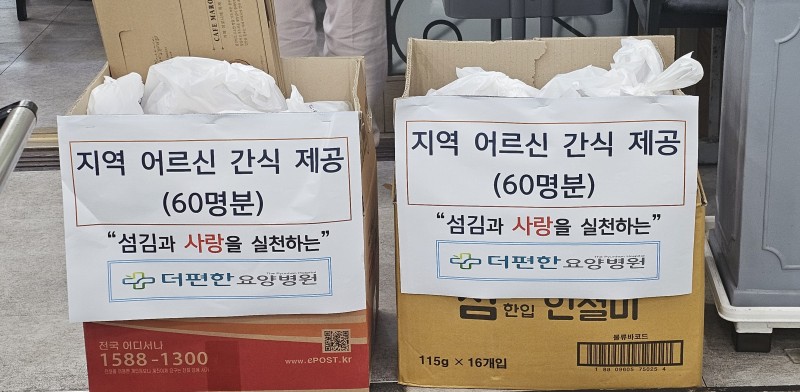 CAFE MARO
지역 어르신 간식 제공
(60명분)
“섬김과 사랑을 실천하는”
더편한 요양병원
전국 어디서나
1588-1300
www.ePOST.kr
지역 어르신 간식 제공
(60명분)
“섬김과 사랑을 실천하는”
더편한 요양병원
한입 인절미
115g × 16개입
물류바코드